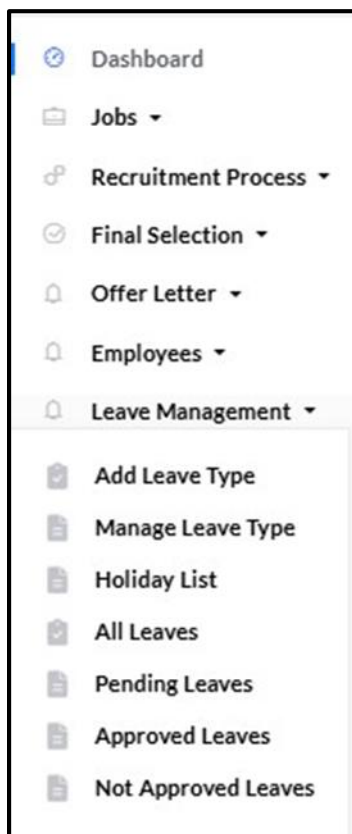 Dashboard
Jobs
Recruitment Process
Final Selection
Offer Letter
Employees
Leave Management
Add Leave Type
Manage Leave Type
Holiday List
All Leaves
Pending Leaves
Approved Leaves
Not Approved Leaves